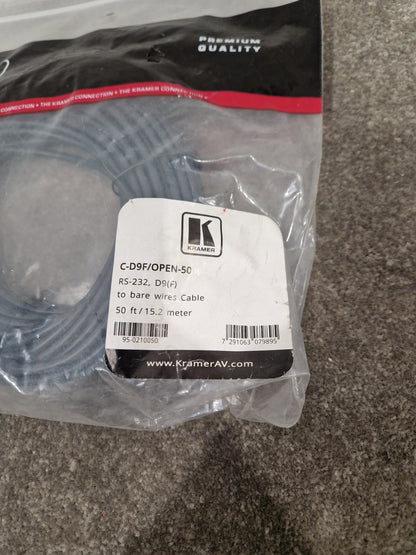 PREMIUM
QUALITY
CONNECTION • THE KRAMER CONNECTION • THE KRAMER CONNECTION
K
KRAMER
C-D9F/OPEN-50
RS-232, D9(F)
to bare wires Cable
50 ft/15.2 meter
95-0210050
7 291063 079895
www.KramerAV.com